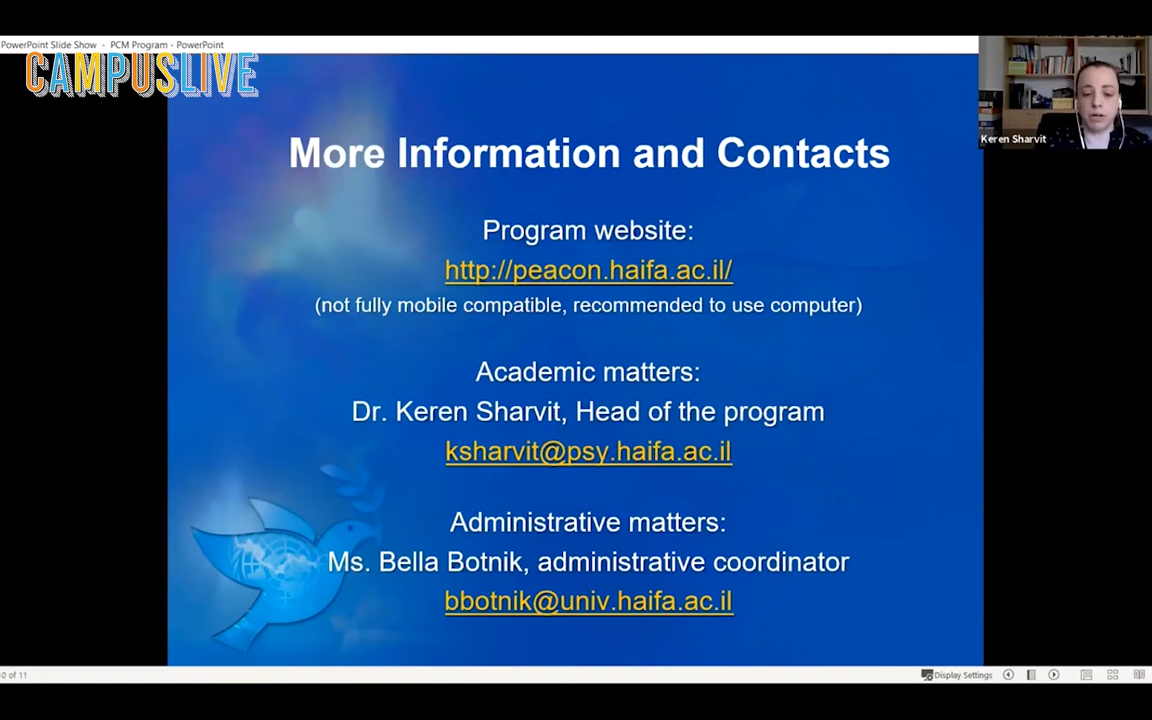 PowerPoint Slide Show - PCM Program - PowerPoint
CAMPUSLIVE
Keren Sharvit
More Information and Contacts
Program website:
http://peacon.haifa.ac.il/
(not fully mobile compatible, recommended to use computer)
Academic matters:
Dr. Keren Sharvit, Head of the program
ksharvit@psy.haifa.ac.il
Administrative matters:
Ms. Bella Botnik, administrative coordinator
bbotnik@univ.haifa.ac.il
0 of 11
Display Settings